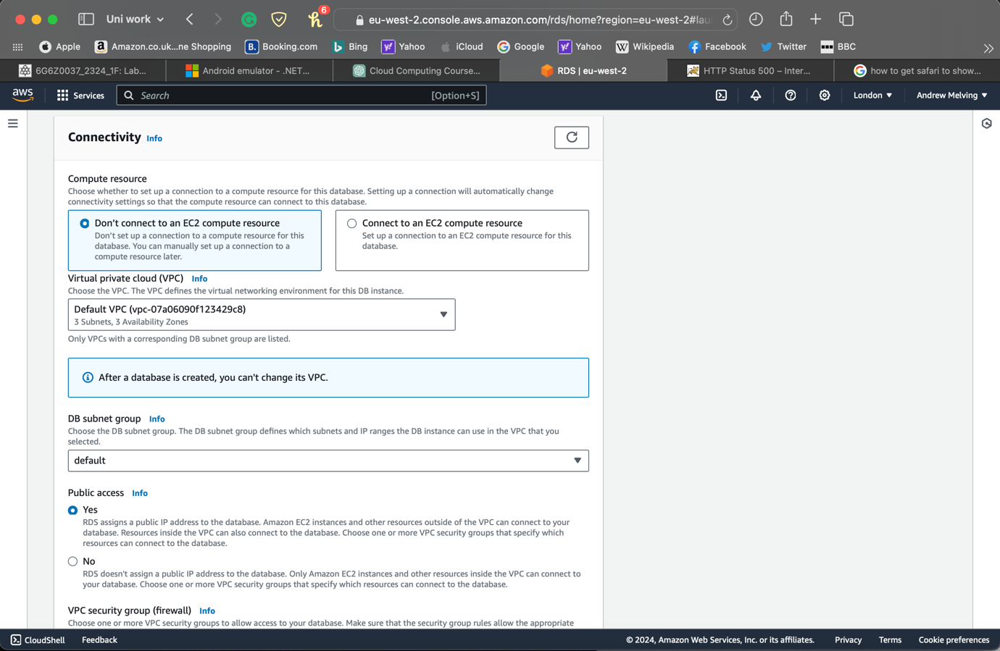 Uni work
6
eu-west-2.console.aws.amazon.com/rds/home?region=eu-west-2#lau
Apple
Amazon.co.uk...ne Shopping
Booking.com
Bing
Yahoo
iCloud
Google
Yahoo
Wikipedia
Facebook
Twitter
BBC
6G6Z0037_2324_1F: Lab...
Android emulator - .NET...
Cloud Computing Course...
RDS | eu-west-2
HTTP Status 500 – Inter...
how to get safari to show...
aws
Services
Search
[Option+S]
London
Andrew Melving
Connectivity Info
Compute resource
Choose whether to set up a connection to a compute resource for this database. Setting up a connection will automatically change
connectivity settings so that the compute resource can connect to this database.
Don't connect to an EC2 compute resource
Don't set up a connection to a compute resource for this
database. You can manually set up a connection to a
compute resource later.
Connect to an EC2 compute resource
Set up a connection to an EC2 compute resource for this
database.
Virtual private cloud (VPC) Info
Choose the VPC. The VPC defines the virtual networking environment for this DB instance.
Default VPC (vpc-07a06090f123429c8)
3 Subnets, 3 Availability Zones
Only VPCs with a corresponding DB subnet group are listed.
After a database is created, you can't change its VPC.
DB subnet group Info
Choose the DB subnet group. The DB subnet group defines which subnets and IP ranges the DB instance can use in the VPC that you
selected.
default
Public access Info
Yes
RDS assigns a public IP address to the database. Amazon EC2 instances and other resources outside of the VPC can connect to your
database. Resources inside the VPC can also connect to the database. Choose one or more VPC security groups that specify which
resources can connect to the database.
No
RDS doesn't assign a public IP address to the database. Only Amazon EC2 instances and other resources inside the VPC can connect to
your database. Choose one or more VPC security groups that specify which resources can connect to the database.
VPC security group (firewall) Info
Choose one or more VPC security groups to allow access to your database. Make sure that the security group rules allow the appropriate
CloudShell
Feedback
© 2024, Amazon Web Services, Inc. or its affiliates.
Privacy
Terms
Cookie preferences